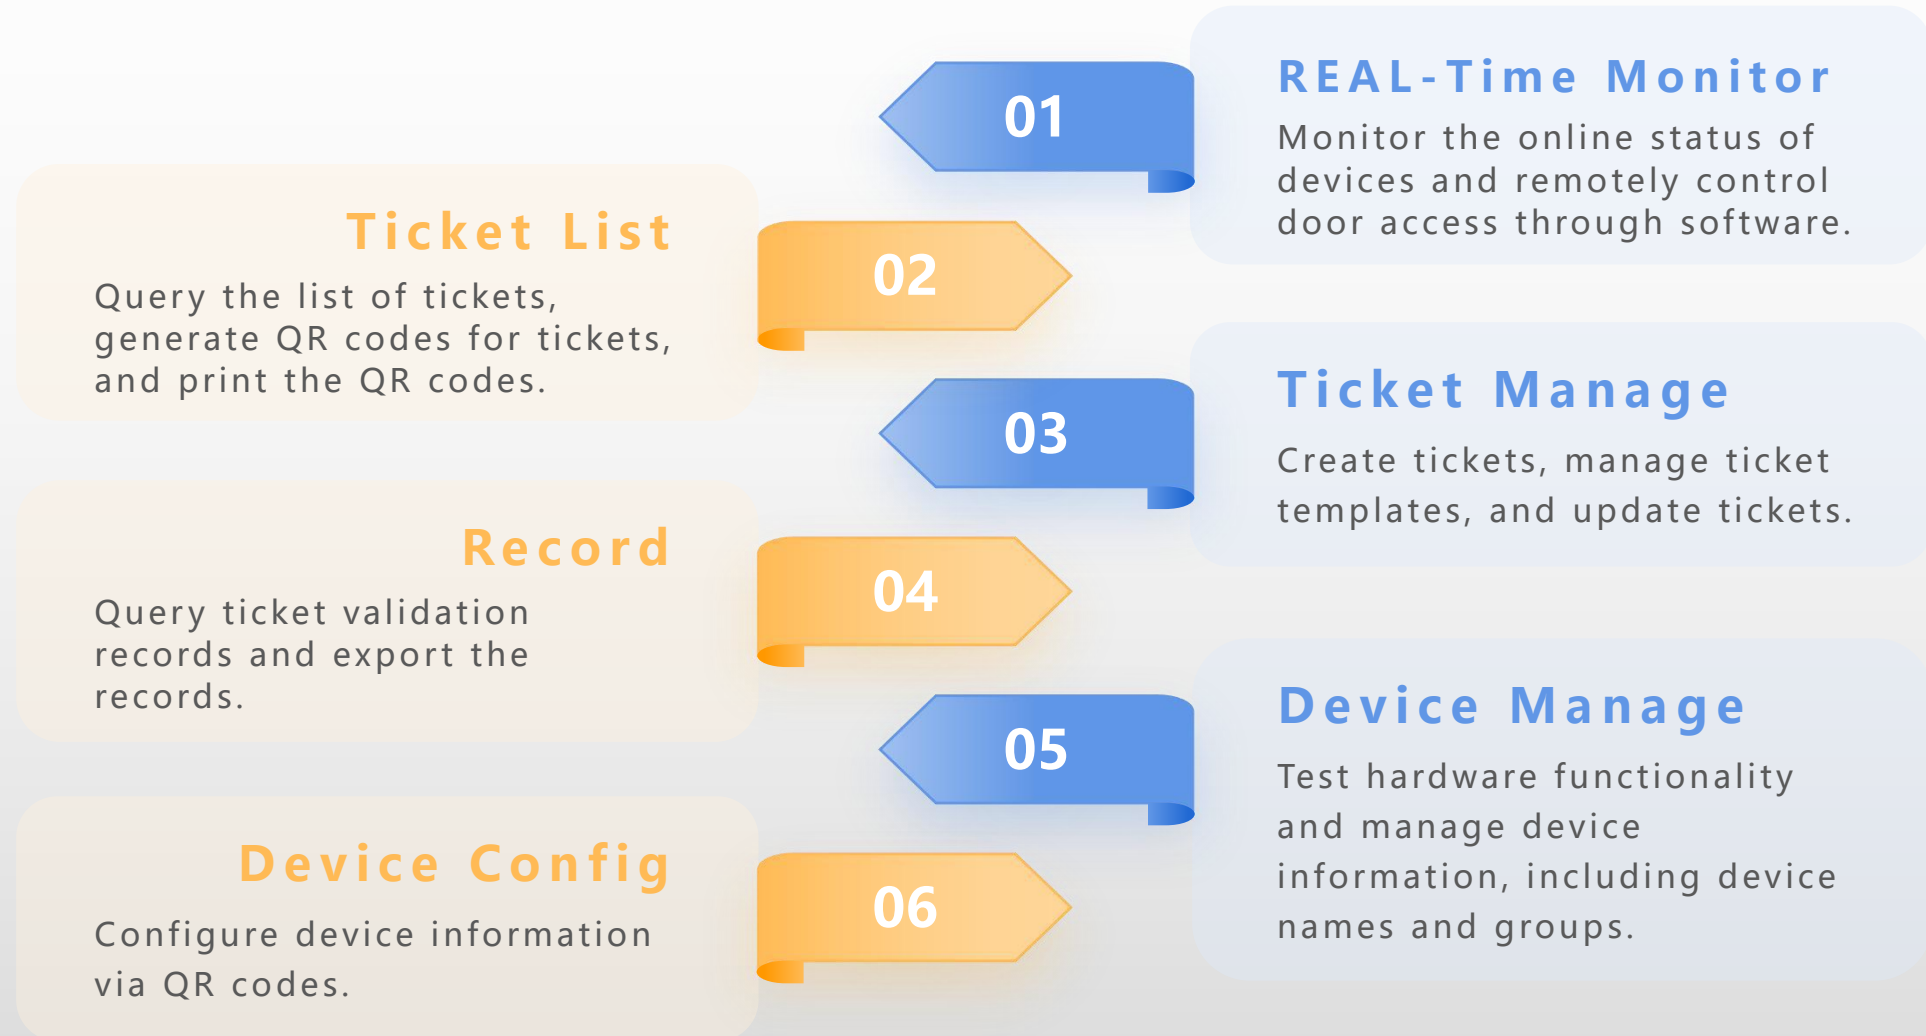 01
REAL-Time Monitor
Monitor the online status of
devices and remotely control
door access through software.
Ticket List
Query the list of tickets,
generate QR codes for tickets,
and print the QR codes.
02
03
Ticket Manage
Create tickets, manage ticket
templates, and update tickets.
Record
Query ticket validation
records and export the
records.
04
05
Device Manage
Test hardware functionality
and manage device
information, including device
names and groups.
Device Config
Configure device information
via QR codes.
06